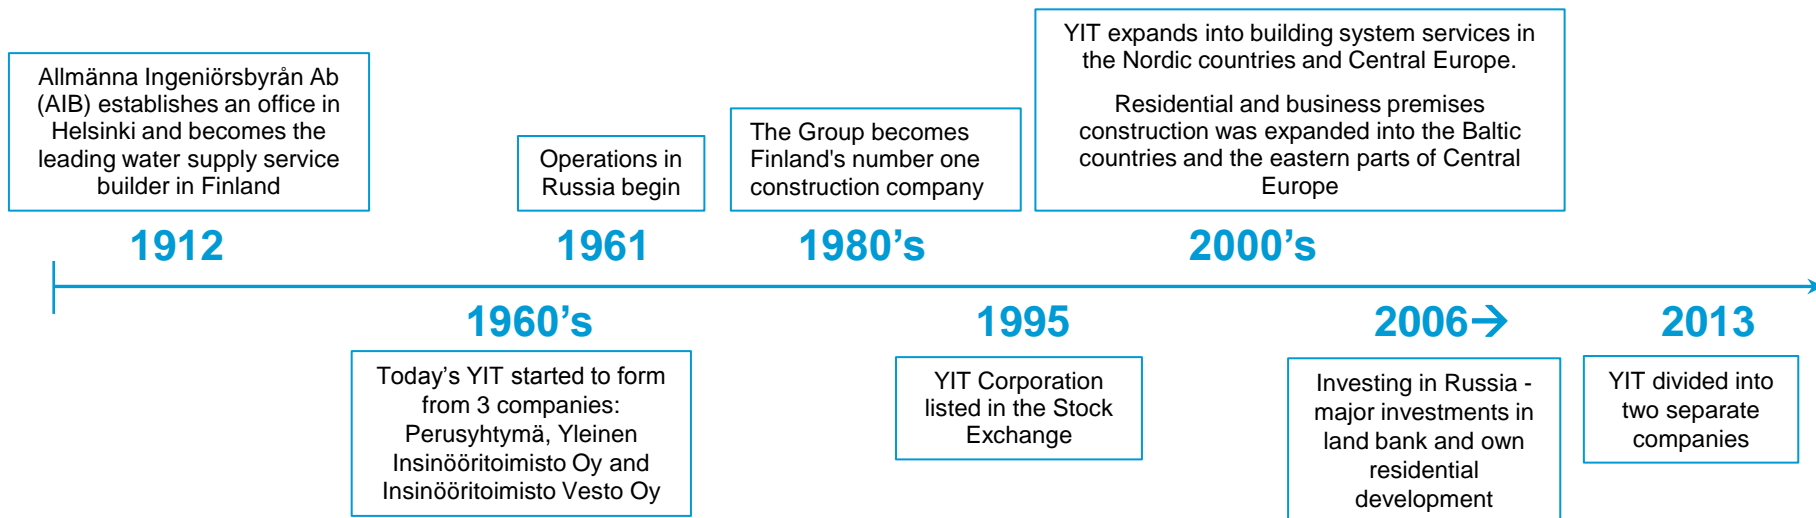 Allmänna Ingeniörsbyrån Ab
(AIB) establishes an office in
Helsinki and becomes the
leading water supply service
builder in Finland
1912
Today’s YIT started to form
from 3 companies:
Perusyhtymä, Yleinen
Insinööritoimisto Oy and
Insinööritoimisto Vesto Oy
1960’s
Operations in
Russia begin
1961
The Group becomes
Finland's number one
construction company
1980’s
1995
YIT Corporation
listed in the Stock
Exchange
YIT expands into building system services in
the Nordic countries and Central Europe.
Residential and business premises
construction was expanded into the Baltic
countries and the eastern parts of Central
Europe
2000’s
2006→
Investing in Russia -
major investments in
land bank and own
residential
development
2013
YIT divided into
two separate
companies